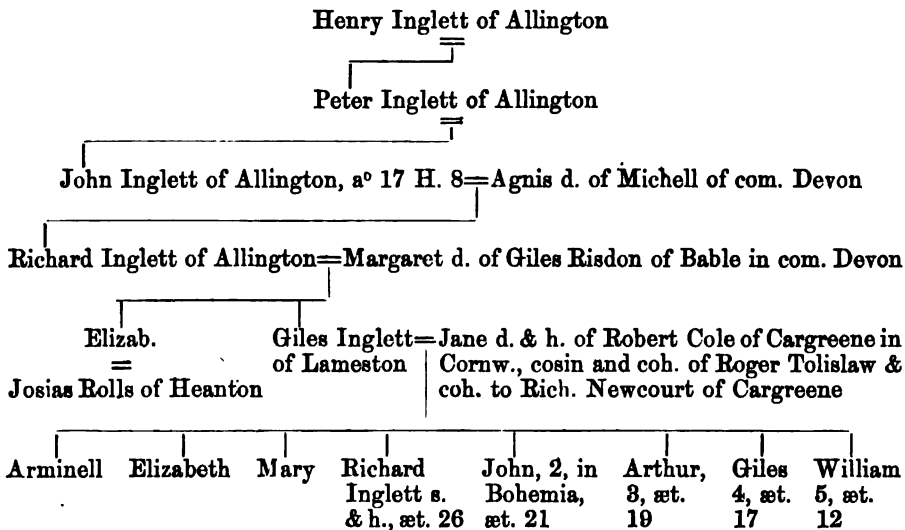 Henry Inglett of Allington
Peter Inglett of Allington
John Inglett of Allington, aº 17 H. 8=Agnis d. of Michell of com. Devon
Richard Inglett of Allington=Margaret d. of Giles Risdon of Bable in com. Devon
Elizab.
=
Josias Rolls of Heanton
Giles Inglett=
of Lameston
Jane d. & h. of Robert Cole of Cargreene in
Cornw., cosin and coh. of Roger Tolislaw &
coh. to Rich. Newcourt of Cargreene
Arminell
Elizabeth
Mary
Richard
Inglett s.
& h., æt. 26
John, 2, in
Bohemia,
æt. 21
Arthur,
3, æt.
19
Giles
4, æt.
17
William
5, æt.
12